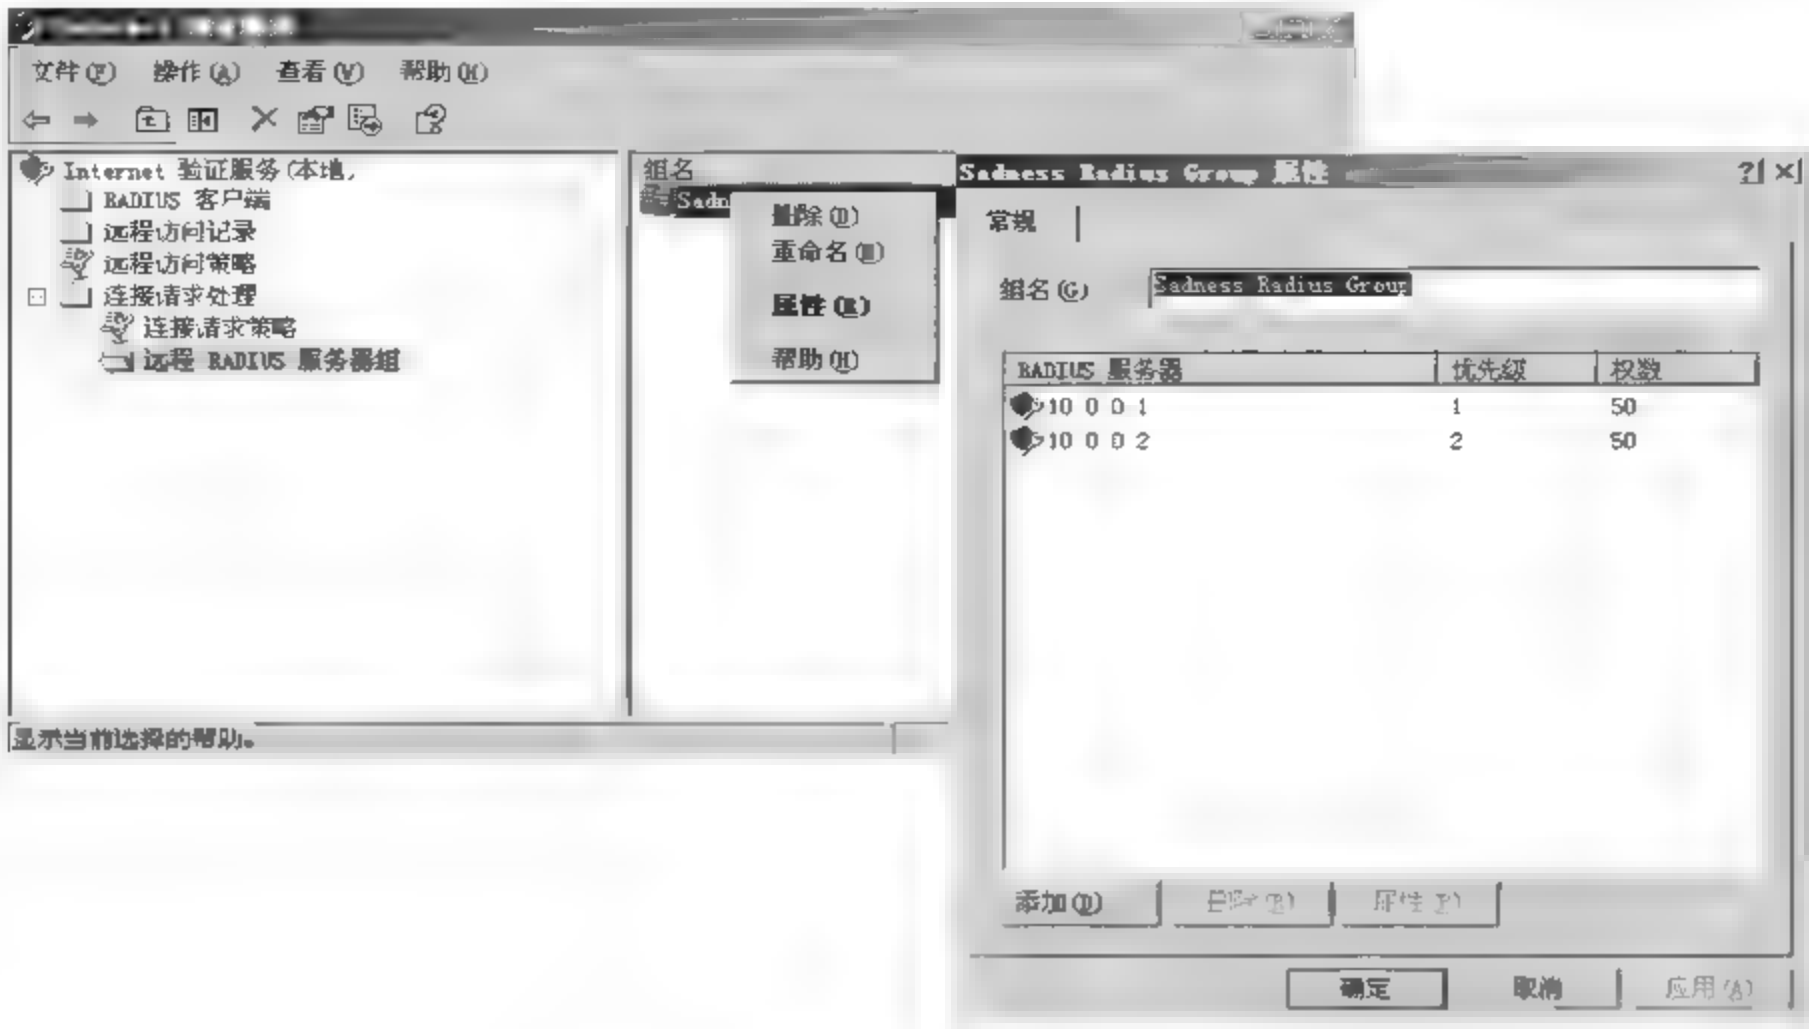 文件(F) 操作(A) 查看(V) 帮助(H)
Internet 验证服务(本地,
RADIUS 客户端
远程访问记录
远程访问策略
连接请求处理
连接请求策略
远程 RADIUS 服务器组
组名
Sadn
删除(D)
重命名(M)
属性(R)
帮助(H)
显示当前选择的帮助。
Sadness Radius Group 属性
常规
组名(G)
Sadness Radius Group
RADIUS 服务器 优先级 权数
10 0 0 1 1 50
10 0 0 2 2 50
添加(D) 删除(R) 属性(P)
确定 取消 应用(A)